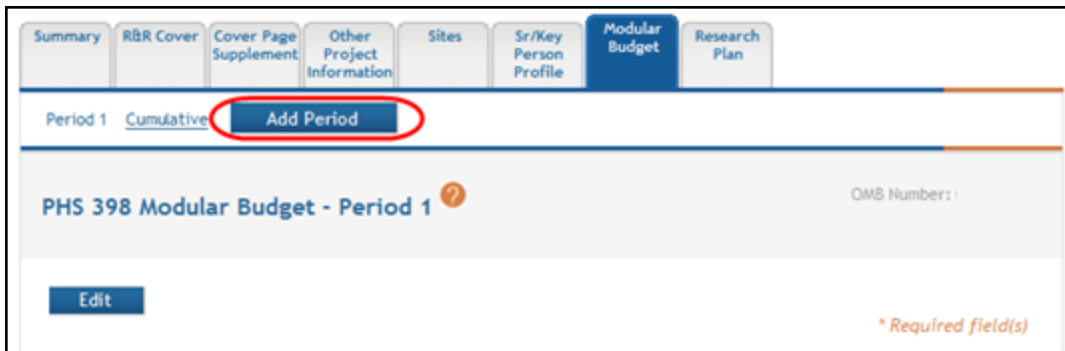 Summary
R&R Cover
Cover Page
Supplement
Other
Project
Information
Sites
Sr/Key
Person
Profile
Modular
Budget
Research
Plan
Period 1 Cumulative Add Period
PHS 398 Modular Budget - Period 1 ?
OMB Number:
Edit
* Required field(s)